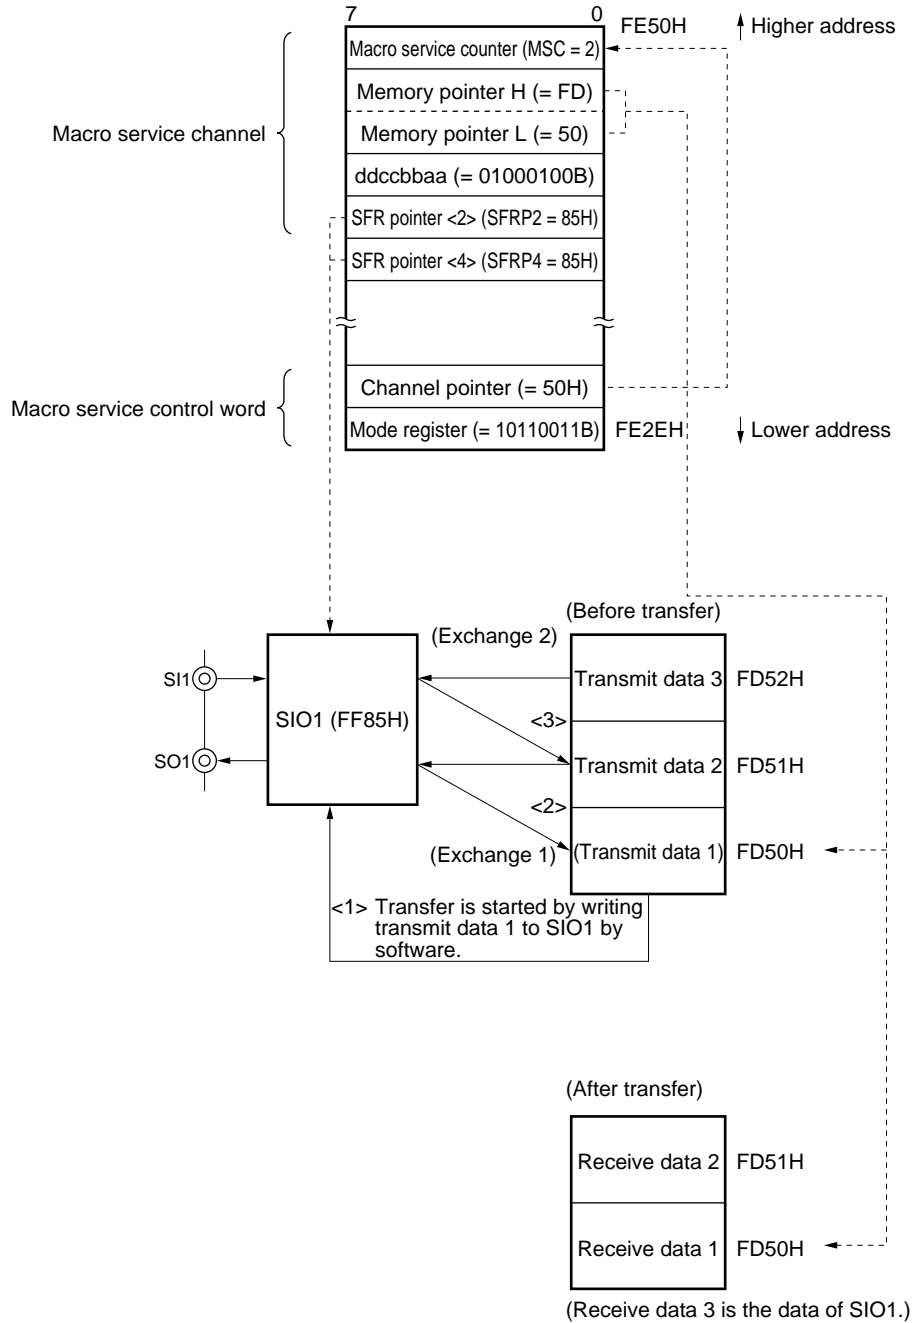 7 0
FE50H
Higher address
Macro service counter (MSC = 2)
Memory pointer H (= FD)
Macro service channel
Memory pointer L (= 50)
ddccbbaa (= 01000100B)
SFR pointer <2> (SFRP2 = 85H)
SFR pointer <4> (SFRP4 = 85H)
Channel pointer (= 50H)
Macro service control word
Mode register (= 10110011B)
FE2EH
Lower address
(Before transfer)
(Exchange 2)
SI1
Transmit data 3
FD52H
SIO1 (FF85H)
<3>
SO1
Transmit data 2
FD51H
<2>
(Exchange 1)
(Transmit data 1)
FD50H
<1> Transfer is started by writing
transmit data 1 to SIO1 by
software.
(After transfer)
Receive data 2
FD51H
Receive data 1
FD50H
(Receive data 3 is the data of SIO1.)